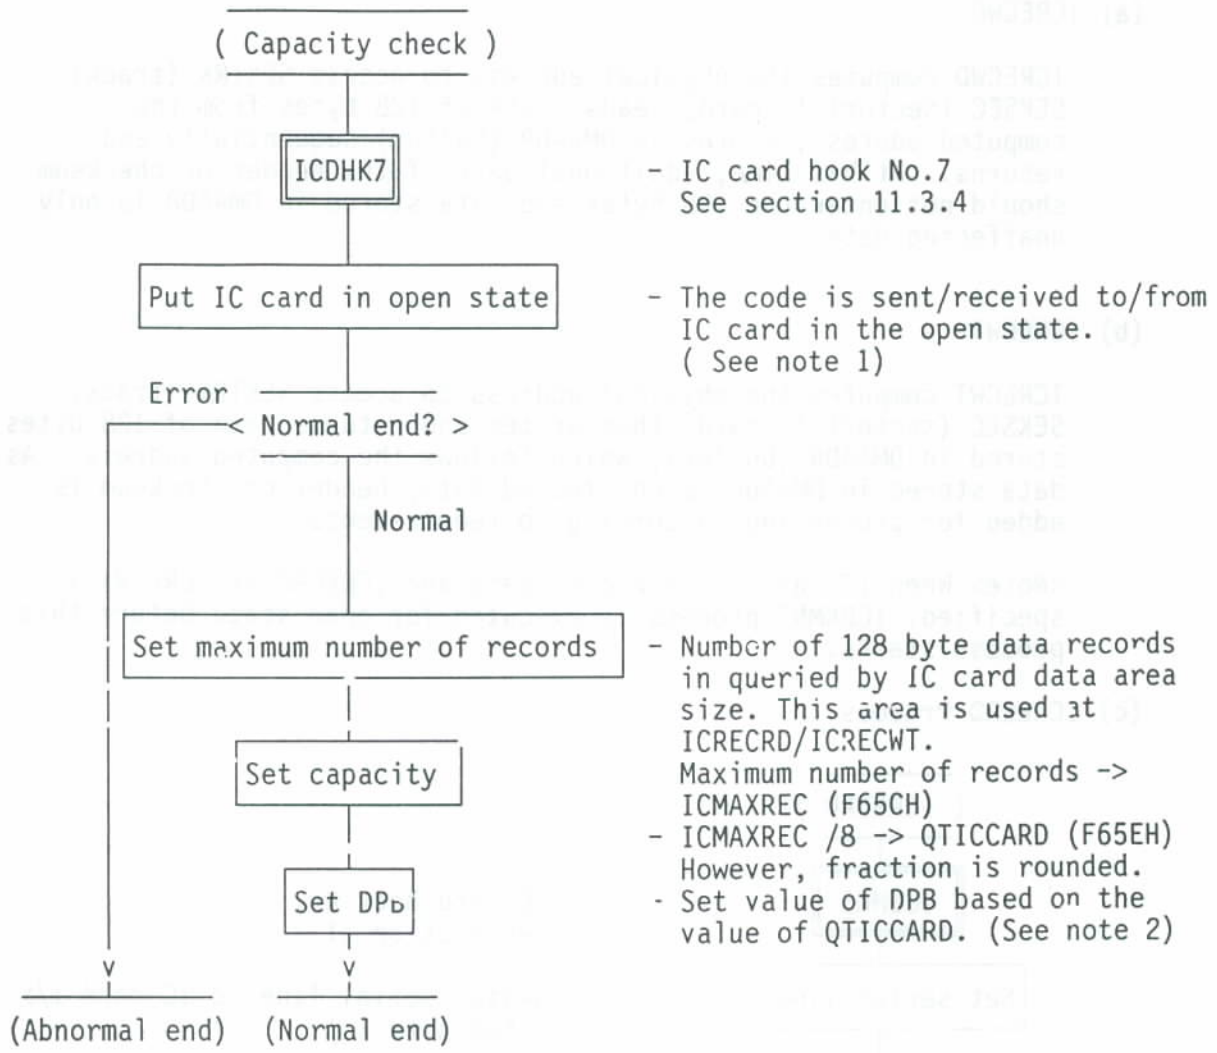 ( Capacity check )
ICDHK7
- IC card hook No.7
See section 11.3.4
Put IC card in open state
- The code is sent/received to/from
IC card in the open state.
( See note 1)
Error
< Normal end? >
Normal
Set maximum number of records
- Number of 128 byte data records
in queried by IC card data area
size. This area is used at
ICRECRD/ICRECWT.
Maximum number of records ->
ICMAXREC (F65CH)
Set capacity
- ICMAXREC /8 -> QTICCARD (F65EH)
However, fraction is rounded.
Set DPB
- Set value of DPB based on the
value of QTICCARD. (See note 2)
(Abnormal end)
(Normal end)